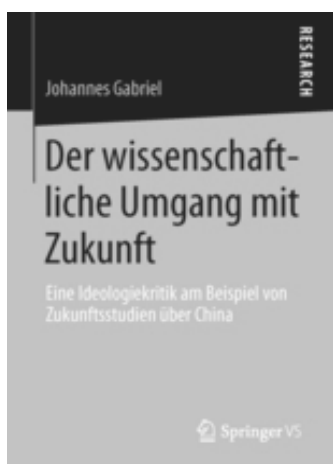 RESEARCH
Johannes Gabriel
Der wissenschaft-
liche Umgang mit
Zukunft
Eine Ideologiekritik am Beispiel von
Zukunftsstudien über China
Springer VS